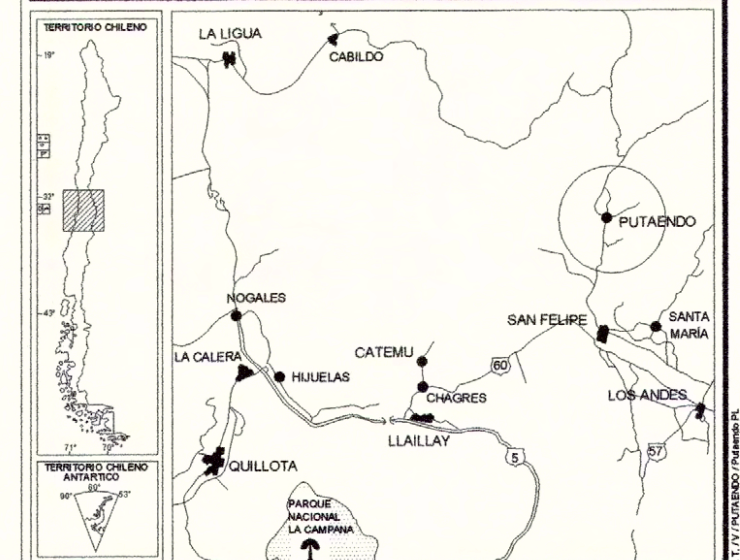 TERRITORIO CHILENO
19°
32°
43°
71°
70°
TERRITORIO CHILENO
ANTARTICO
90°
53°
LA LIGUA
CABILDO
PUTAENDO
NOGALES
SAN FELIPE
SANTA
MARÍA
LA CALERA
HIJUELAS
CATEMU
60
CHAGRES
LOS ANDES
LLAILLAY
QUILLOTA
5
57
PARQUE
NACIONAL
LA CAMPANA
T. / V / PUTAENDO / Putaendo PL